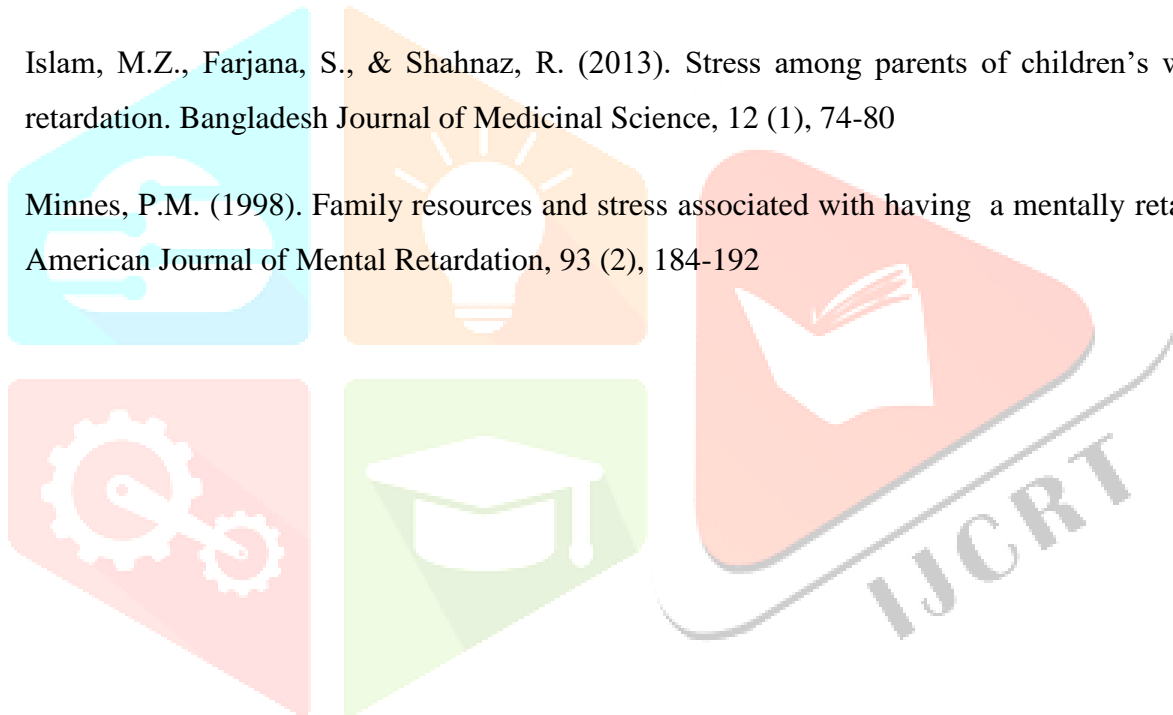 Islam, M.Z., Farjana, S., & Shahnaz, R. (2013). Stress among parents of children’s
retardation. Bangladesh Journal of Medicinal Science, 12 (1), 74-80
Minnes, P.M. (1998). Family resources and stress associated with having a mentally
American Journal of Mental Retardation, 93 (2), 184-192
IJCRT